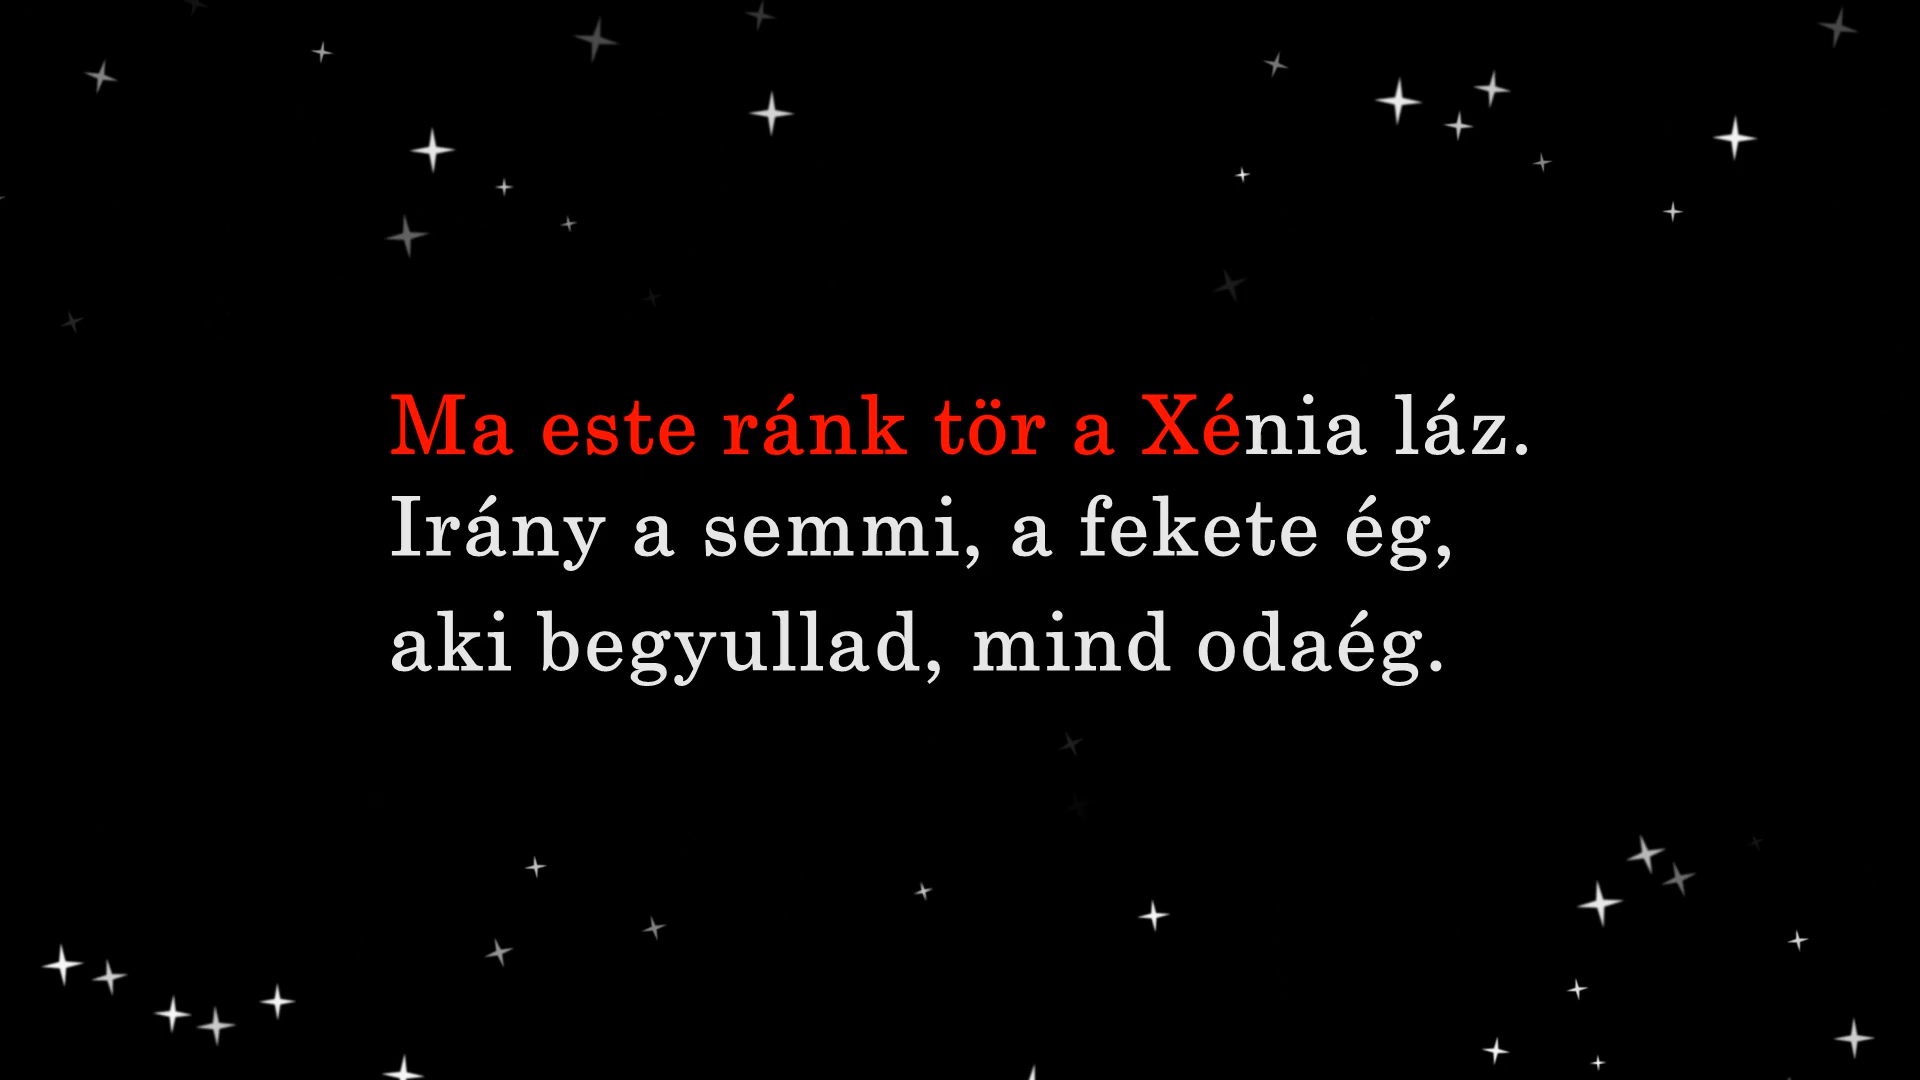 Ma este ránk tör a Xénia láz.
Irány a semmi, a fekete ég,
aki begyullad, mind odaég.